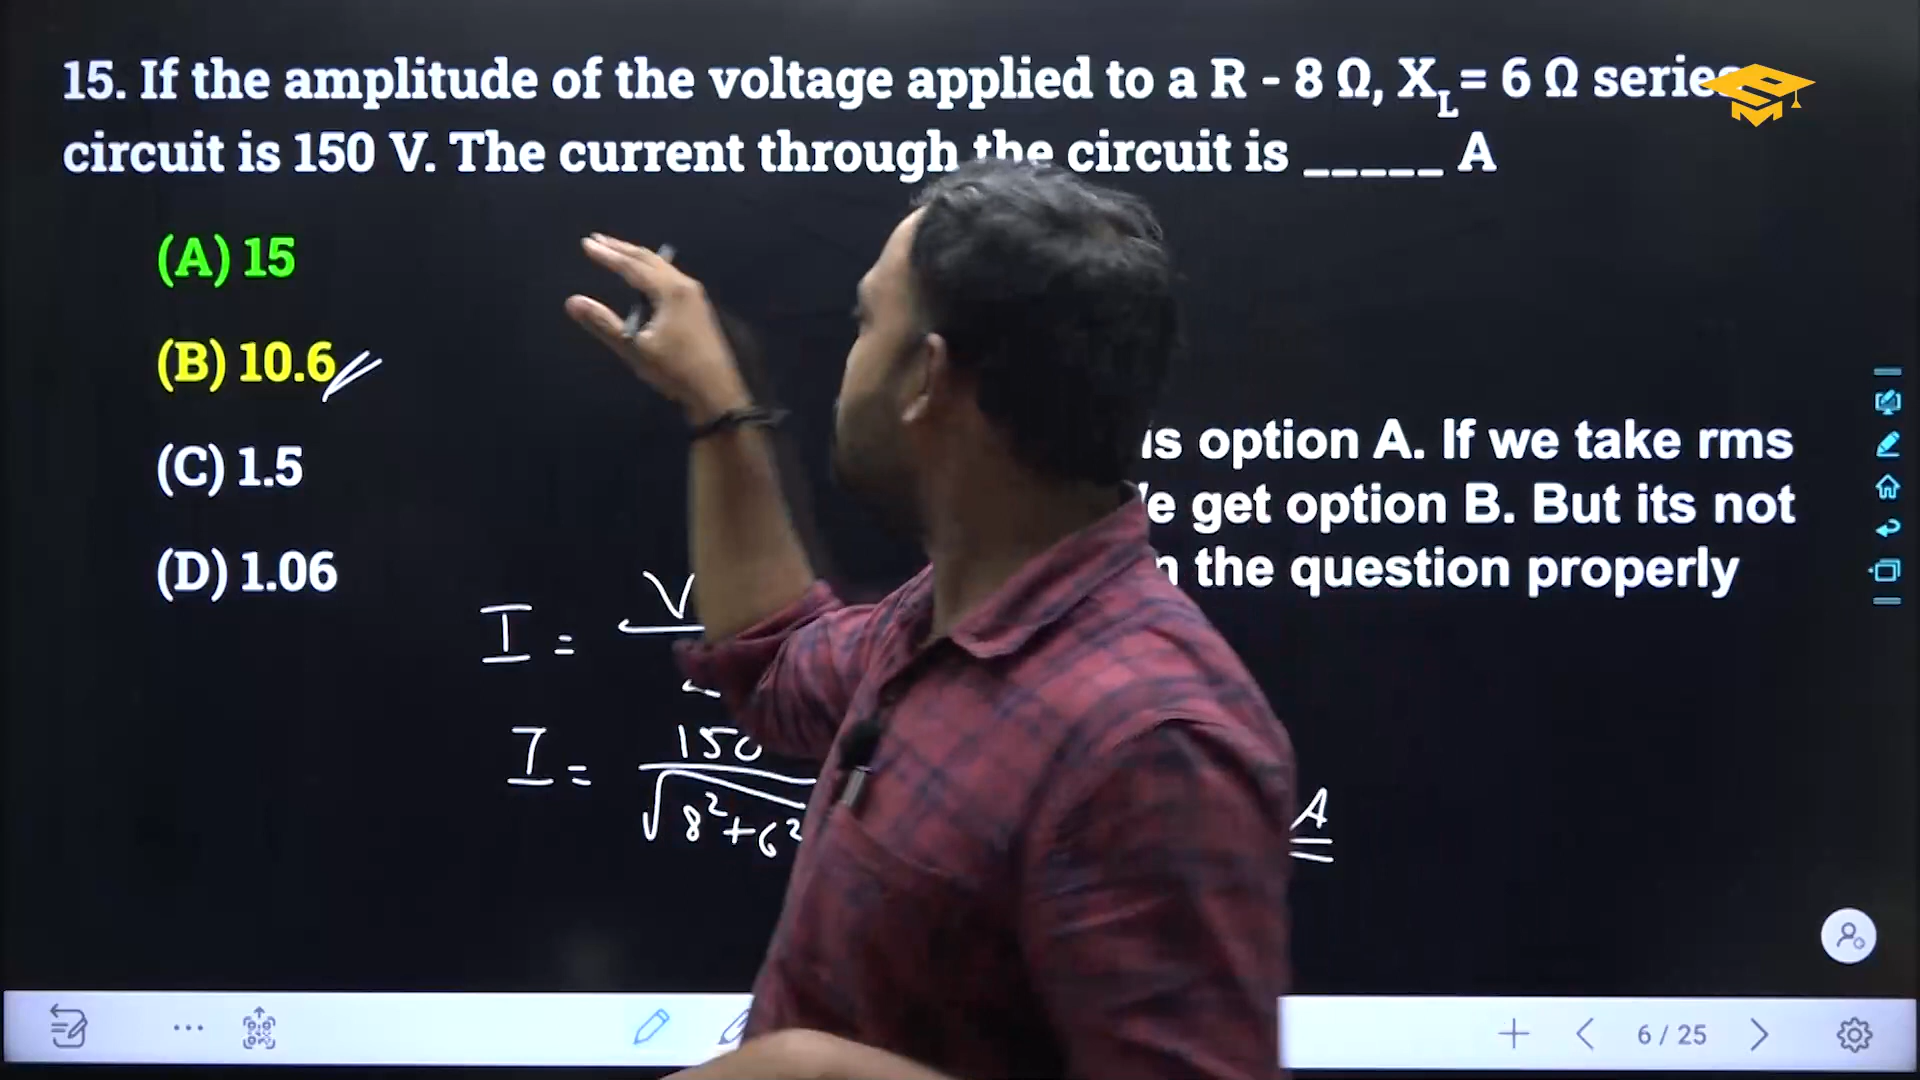 15. If the amplitude of the voltage applied to a R - 8 Ω, X_L = 6 Ω series
circuit is 150 V. The current through the circuit is _____ A
(A) 15
(B) 10.6
(C) 1.5
(D) 1.06
is option A. If we take rms
get option B. But its not
the question properly
I = V
I = 150
√8²+6²
A
6 / 25